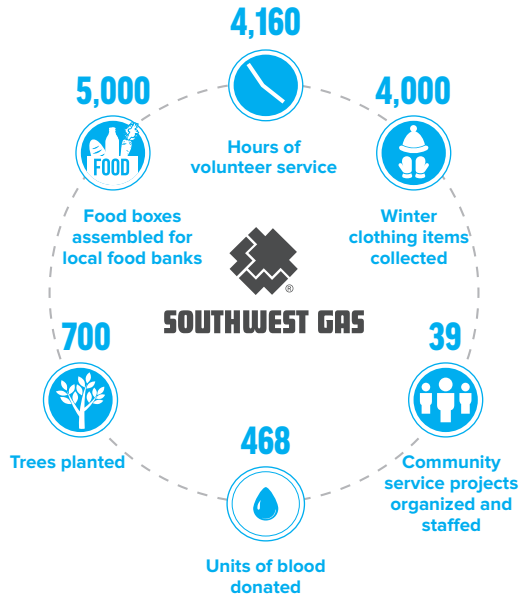 4,160
Hours of
volunteer service
5,000
FOOD
Food boxes
assembled for
local food banks
4,000
Winter
clothing items
collected
SOUTHWEST GAS
®
700
Trees planted
39
Community
service projects
organized and
staffed
468
Units of blood
donated